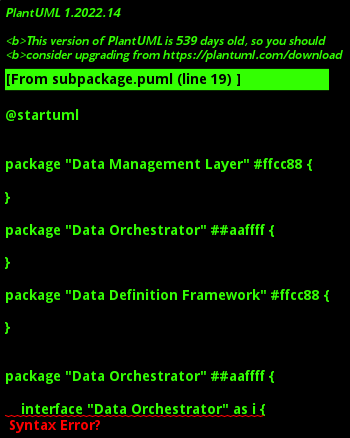 PlantUML 1.2022.14
<b>This version of PlantUML is 539 days old, so you should
<b>consider upgrading from https://plantuml.com/download
[From subpackage.puml (line 19) ]
@startuml
package "Data Management Layer" #ffcc88 {
}
package "Data Orchestrator" ##aaffff {
}
package "Data Definition Framework" #ffcc88 {
}
package "Data Orchestrator" ##aaffff {
interface "Data Orchestrator" as i {
Syntax Error?